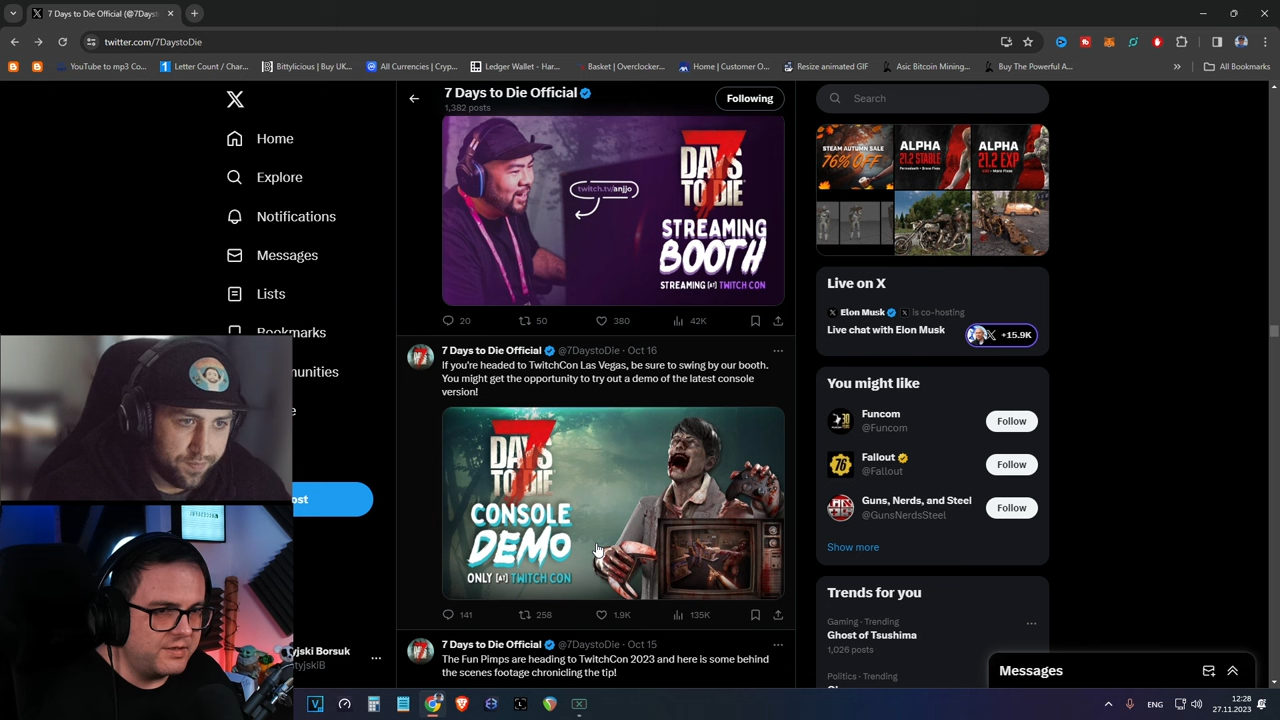 7 Days to Die Official (@7Days
twitter.com/7DaystoDie
YouTube to mp3 Co...
Letter Count / Char...
Bittylicious | Buy UK...
All Currencies | Cryp...
Ledger Wallet - Har...
Basket | Overclocker...
Home | Customer O...
Resize animated GIF
Asic Bitcoin Mining...
Buy The Powerful A...
All Bookmarks
Home
Explore
Notifications
Messages
Lists
Bookmarks
7 Days to Die Official
1,382 posts
Following
twitch.tv/anjjo
7
DAYS
TO DIE
STREAMING
BOOTH
STREAMING [AT] TWITCH CON
20
50
380
42K
7 Days to Die Official @7DaystoDie · Oct 16
If you're headed to TwitchCon Las Vegas, be sure to swing by our booth.
You might get the opportunity to try out a demo of the latest console
version!
7
DAYS
TO DIE
CONSOLE
DEMO
ONLY [AT] TWITCH CON
141
258
1.9K
135K
7 Days to Die Official @7DaystoDie · Oct 15
The Fun Pimps are heading to TwitchCon 2023 and here is some behind
the scenes footage chronicling the tip!
Search
STEAM AUTUMN SALE
76% OFF
ALPHA
21.2 STABLE
ALPHA
21.2 EXP
Live on X
Elon Musk is co-hosting
Live chat with Elon Musk
+15.9K
You might like
Funcom
@Funcom
Follow
Fallout
@Fallout
Follow
Guns, Nerds, and Steel
@GunsNerdsSteel
Follow
Show more
Trends for you
Gaming · Trending
Ghost of Tsushima
1,026 posts
Politics · Trending
Messages
munities
ost
yjski Borsuk
tyjskiB
ENG
12:28
27.11.2023